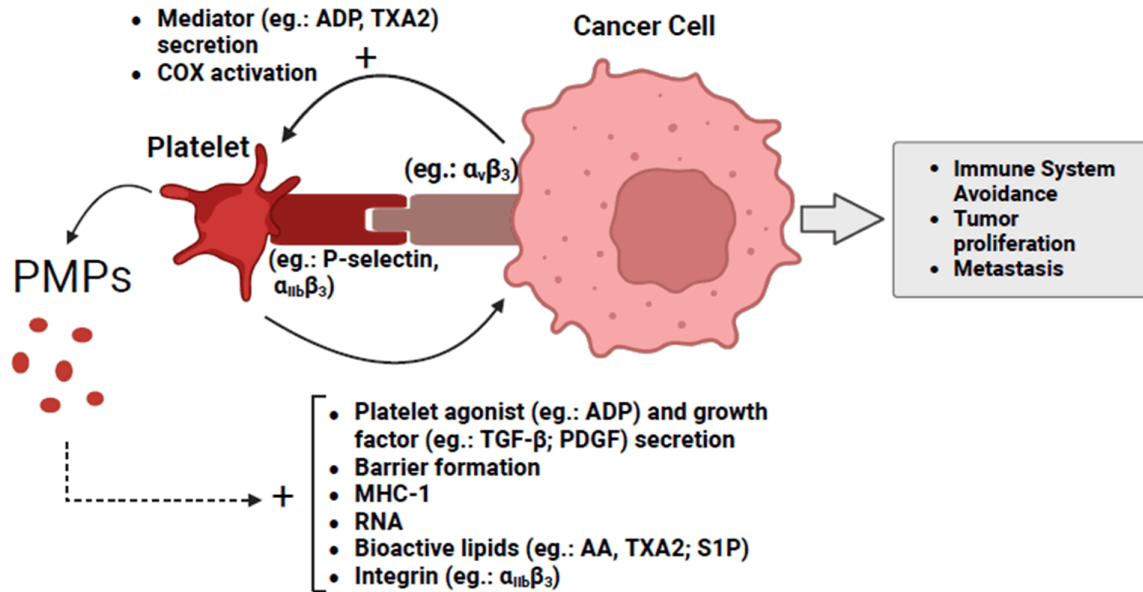 • Mediator (eg.: ADP, TXA2)
secretion
• COX activation
+
Cancer Cell
Platelet
(eg.: αᵥβ₃)
(eg.: P-selectin,
αIIbβ₃)
PMPs
• Immune System
Avoidance
• Tumor
proliferation
• Metastasis
+
• Platelet agonist (eg.: ADP) and growth
factor (eg.: TGF-β; PDGF) secretion
• Barrier formation
• MHC-1
• RNA
• Bioactive lipids (eg.: AA, TXA2; S1P)
• Integrin (eg.: αIIbβ₃)